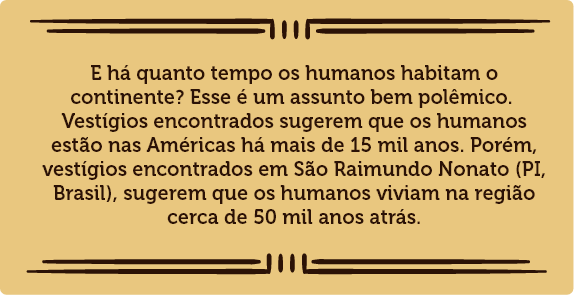 E há quanto tempo os humanos habitam o
continente? Esse é um assunto bem polêmico.
Vestígios encontrados sugerem que os humanos
estão nas Américas há mais de 15 mil anos. Porém,
vestígios encontrados em São Raimundo Nonato (PI,
Brasil), sugerem que os humanos viviam na região
cerca de 50 mil anos atrás.